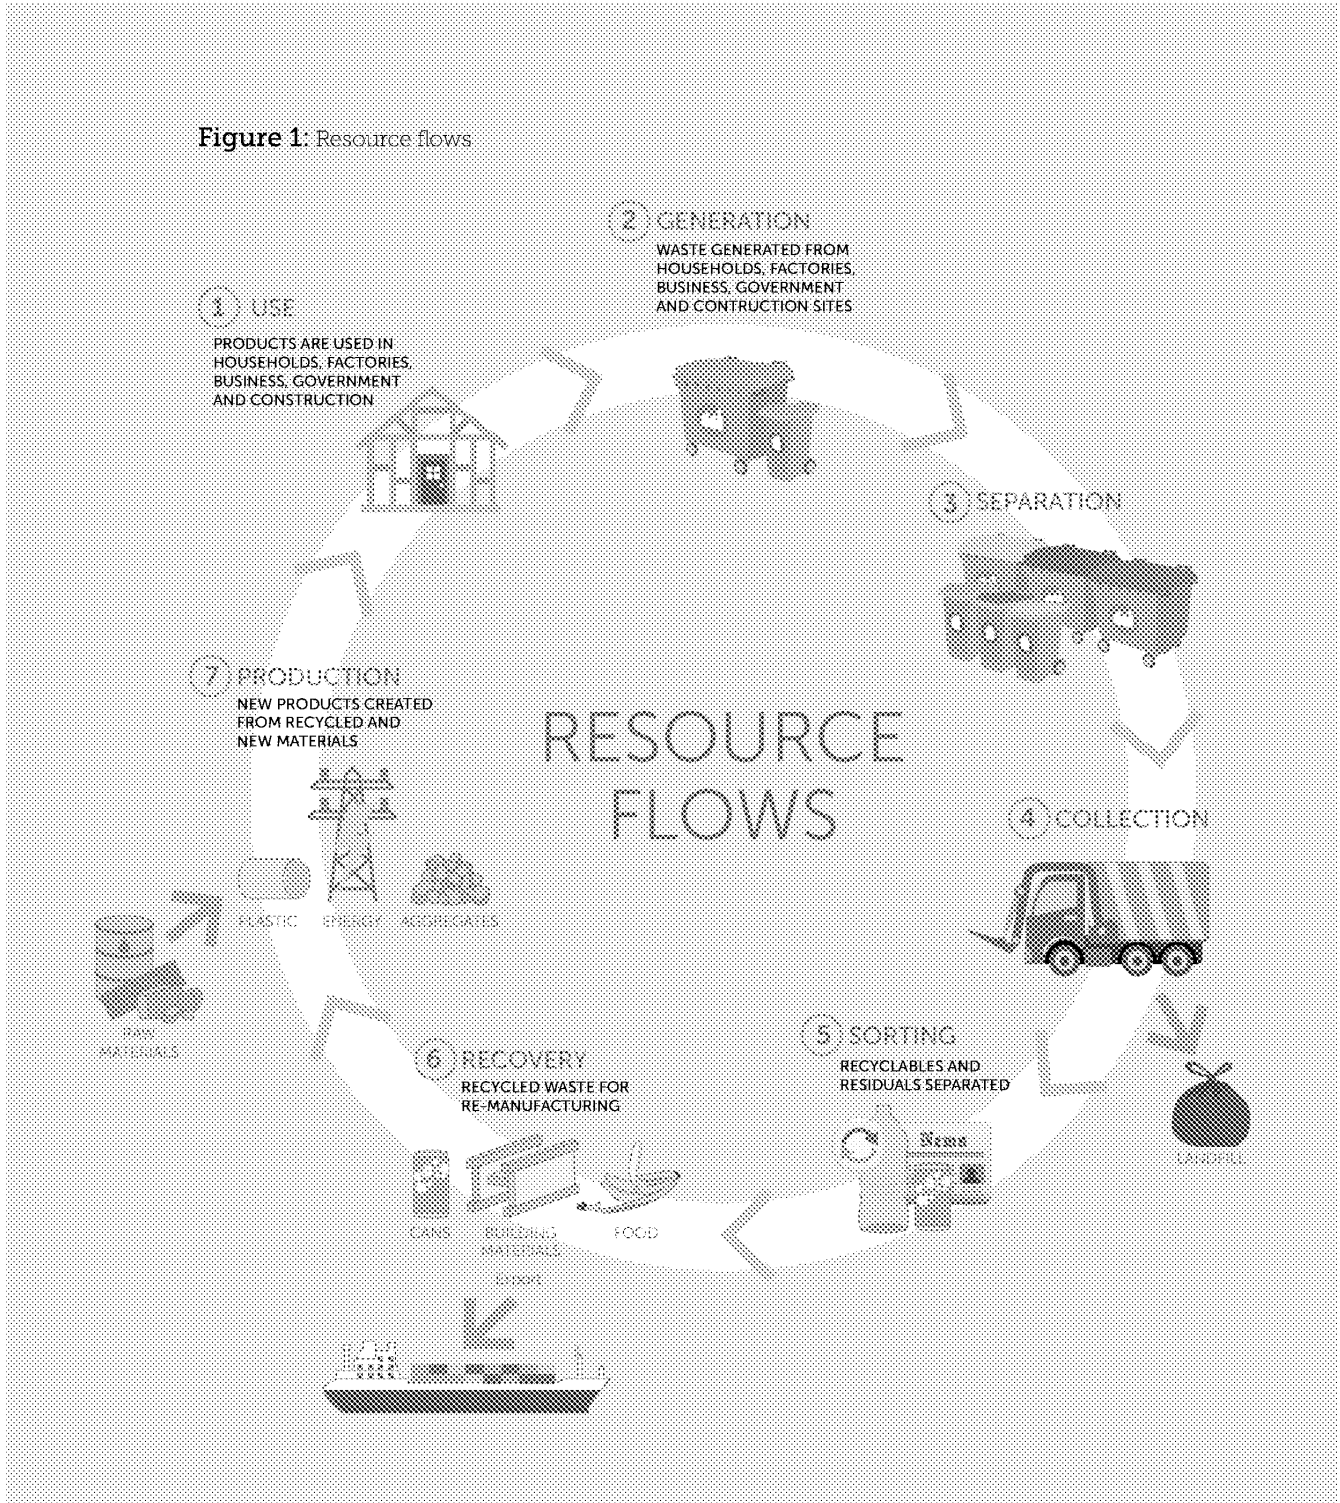 Figure 1: Resource flows
2 GENERATION
WASTE GENERATED FROM
HOUSEHOLDS, FACTORIES,
BUSINESS, GOVERNMENT
AND CONTRUCTION SITES
1 USE
PRODUCTS ARE USED IN
HOUSEHOLDS, FACTORIES,
BUSINESS, GOVERNMENT
AND CONSTRUCTION
3 SEPARATION
7 PRODUCTION
NEW PRODUCTS CREATED
FROM RECYCLED AND
NEW MATERIALS
RESOURCE
FLOWS
4 COLLECTION
PLASTIC ENERGY AGGREGATES
RAW
MATERIALS
5 SORTING
RECYCLABLES AND
RESIDUALS SEPARATED
6 RECOVERY
RECYCLED WASTE FOR
RE-MANUFACTURING
News
LANDFILL
CANS BUILDING FOOD
MATERIALS
Export